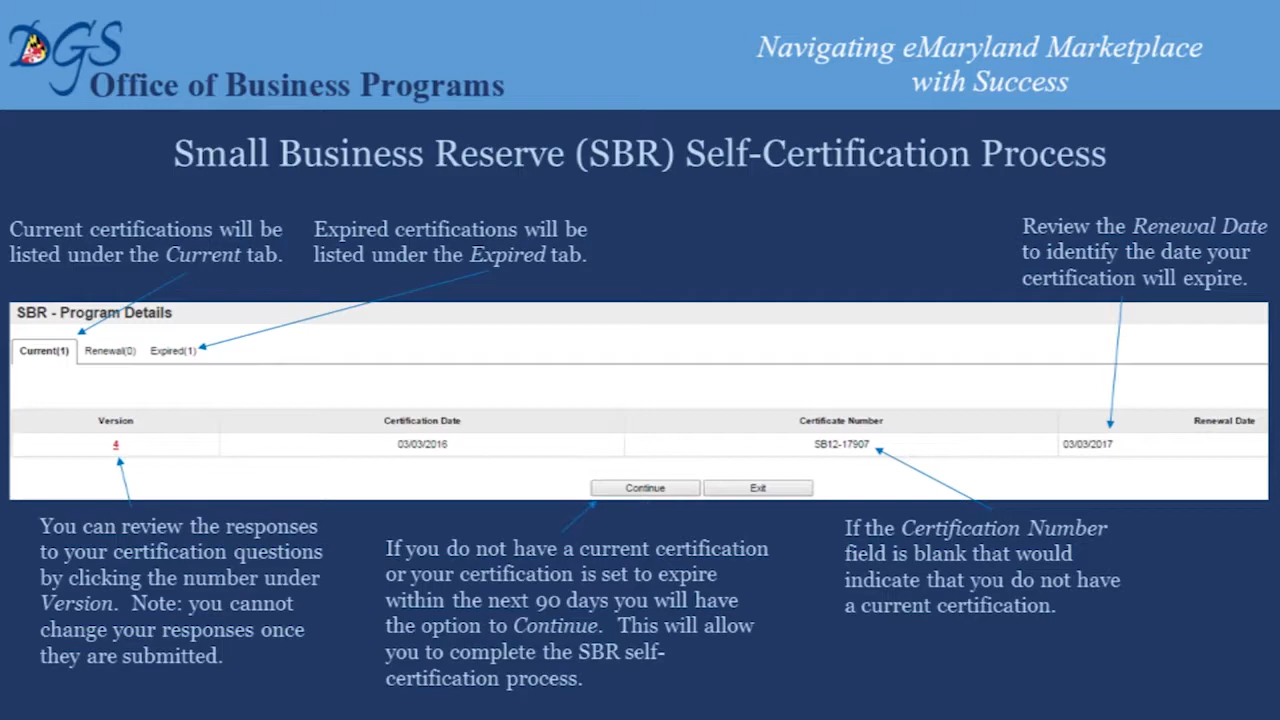 DGS
Office of Business Programs
Navigating eMaryland Marketplace
with Success
Small Business Reserve (SBR) Self-Certification Process
Current certifications will be
listed under the Current tab.
Expired certifications will be
listed under the Expired tab.
Review the Renewal Date
to identify the date your
certification will expire.
SBR - Program Details
Current(1) Renewal(0) Expired(1)
Version Certification Date Certificate Number Renewal Date
4 03/03/2016 SB12-17907 03/03/2017
Continue Exit
You can review the responses
to your certification questions
by clicking the number under
Version. Note: you cannot
change your responses once
they are submitted.
If you do not have a current certification
or your certification is set to expire
within the next 90 days you will have
the option to Continue. This will allow
you to complete the SBR self-
certification process.
If the Certification Number
field is blank that would
indicate that you do not have
a current certification.